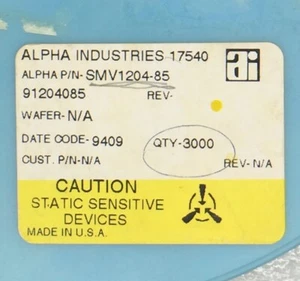 ALPHA INDUSTRIES 17540
ai
ALPHA P/N- SMV1204-85
91204085 REV-
WAFER- N/A
DATE CODE- 9409 QTY-3000
CUST. P/N-N/A REV- N/A
CAUTION
STATIC SENSITIVE
DEVICES
MADE IN U.S.A.